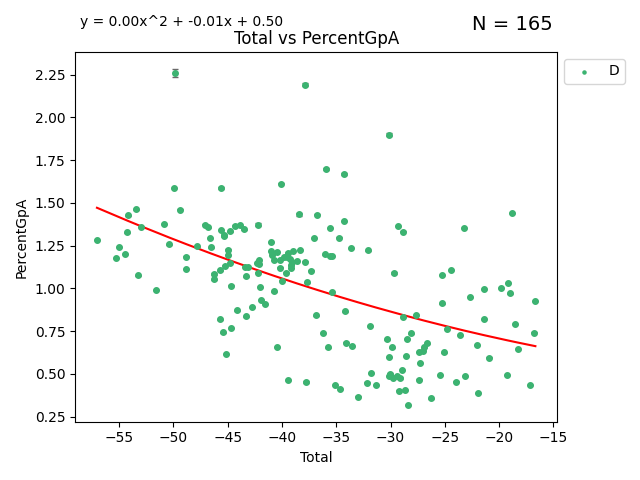 y = 0.00x^2 + -0.01x + 0.50
N = 165
Total vs PercentGpA
D
PercentGpA
2.25
2.00
1.75
1.50
1.25
1.00
0.75
0.50
0.25
−55 −50 −45 −40 −35 −30 −25 −20 −15
Total